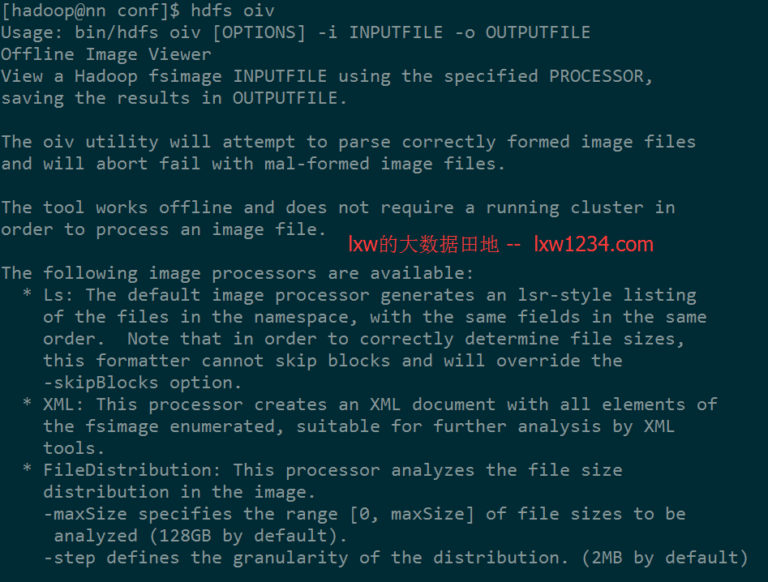 [hadoop@nn conf]$ hdfs oiv
Usage: bin/hdfs oiv [OPTIONS] -i INPUTFILE -o OUTPUTFILE
Offline Image Viewer
View a Hadoop fsimage INPUTFILE using the specified PROCESSOR,
saving the results in OUTPUTFILE.

The oiv utility will attempt to parse correctly formed image files
and will abort fail with mal-formed image files.

The tool works offline and does not require a running cluster in
order to process an image file.
lxw的大数据田地 -- lxw1234.com

The following image processors are available:
  * Ls: The default image processor generates an lsr-style listing
    of the files in the namespace, with the same fields in the same
    order.  Note that in order to correctly determine file sizes,
    this formatter cannot skip blocks and will override the
    -skipBlocks option.
  * XML: This processor creates an XML document with all elements of
    the fsimage enumerated, suitable for further analysis by XML
    tools.
  * FileDistribution: This processor analyzes the file size
    distribution in the image.
    -maxSize specifies the range [0, maxSize] of file sizes to be
     analyzed (128GB by default).
    -step defines the granularity of the distribution. (2MB by default)